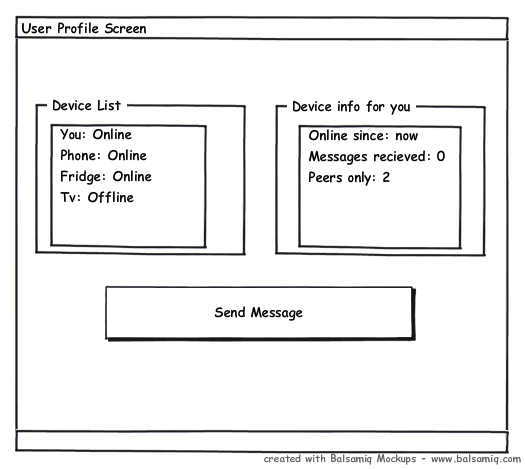 User Profile Screen
Device List
You: Online
Phone: Online
Fridge: Online
Tv: Offline
Device info for you
Online since: now
Messages recieved: 0
Peers only: 2
Send Message
created with Balsamiq Mockups - www.balsamiq.com